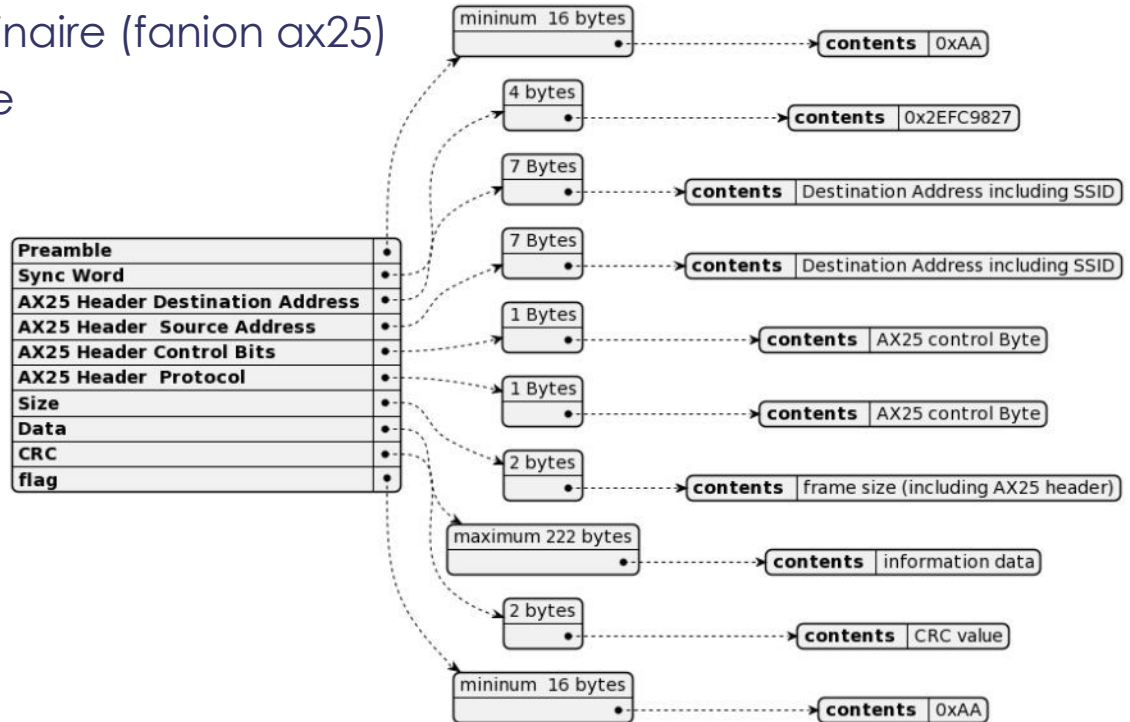 inaire (fanion ax25)
e
mininum 16 bytes
contents 0xAA
4 bytes
contents 0x2EFC9827
7 Bytes
contents Destination Address including SSID
7 Bytes
contents Destination Address including SSID
Preamble
Sync Word
AX25 Header Destination Address
AX25 Header Source Address
AX25 Header Control Bits
AX25 Header Protocol
Size
Data
CRC
flag
1 Bytes
contents AX25 control Byte
1 Bytes
contents AX25 control Byte
2 bytes
contents frame size (including AX25 header)
maximum 222 bytes
contents information data
2 bytes
contents CRC value
mininum 16 bytes
contents 0xAA